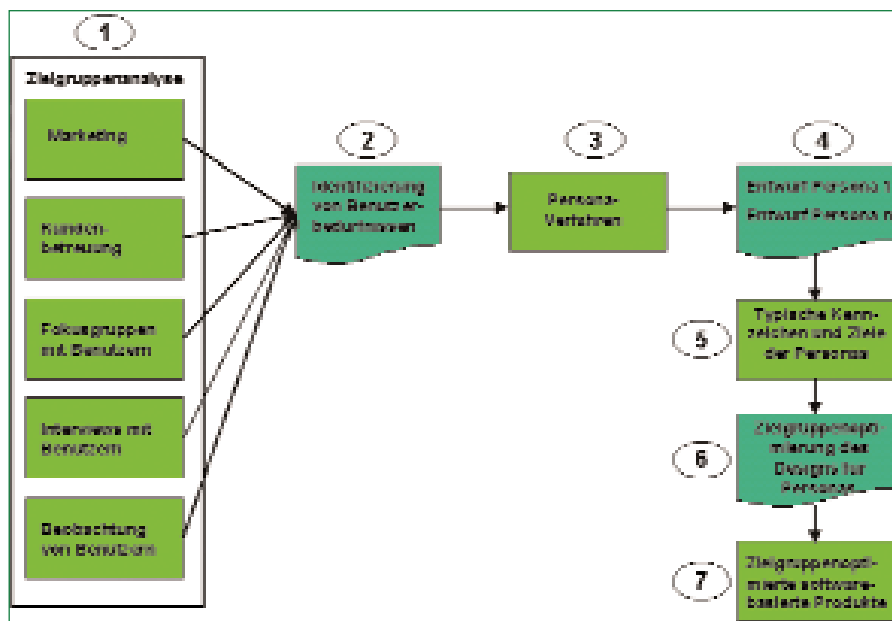 1
Zielgruppenanalyse
Marketing
Kunden-
betreuung
Fokusgruppen
mit Benutzern
Interviews mit
Benutzern
Beobachtung
von Benutzern
2
Identifizierung
von Benutzer-
bedürfnissen
3
Persona-
Verfahren
4
Entwurf Persona 1
Entwurf Persona n
5
Typische Kenn-
zeichen und Ziele
der Personas
6
Zielgruppenopti-
mierung des
Designs für
Personas
7
Zielgruppenopti-
mierte software-
basierte Produkte